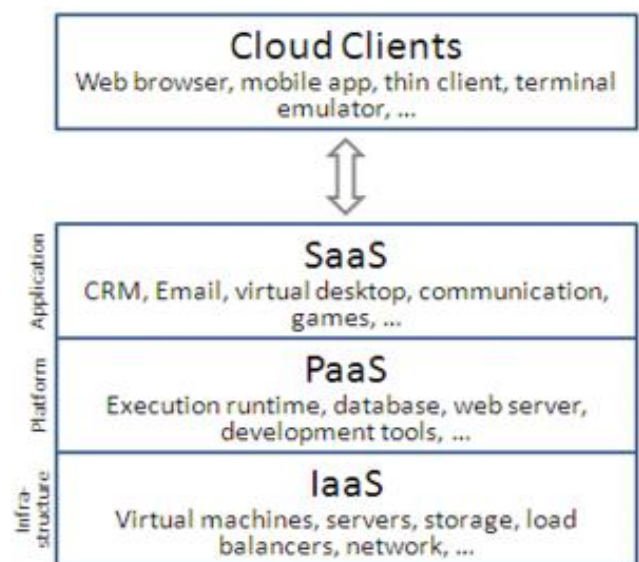 Cloud Clients
Web browser, mobile app, thin client, terminal
emulator, ...
Application
SaaS
CRM, Email, virtual desktop, communication,
games, ...
Platform
PaaS
Execution runtime, database, web server,
development tools, ...
Infra-
structure
IaaS
Virtual machines, servers, storage, load
balancers, network, ...